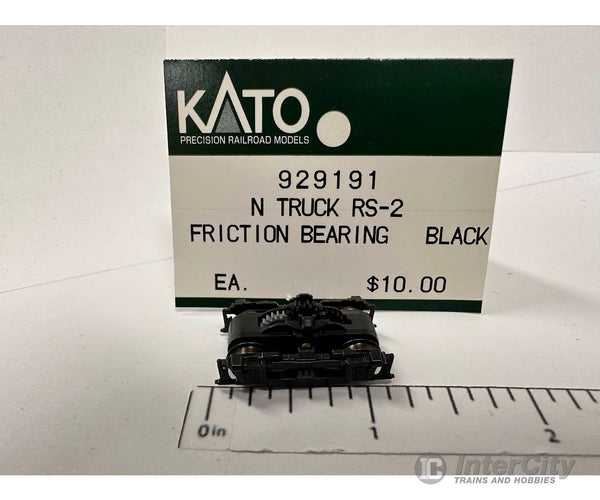 KATO
PRECISION RAILROAD MODELS
929191
N TRUCK RS-2
FRICTION BEARING BLACK
EA. $10.00
0in 1 2
IC InterCity
TRAINS AND HOBBIES